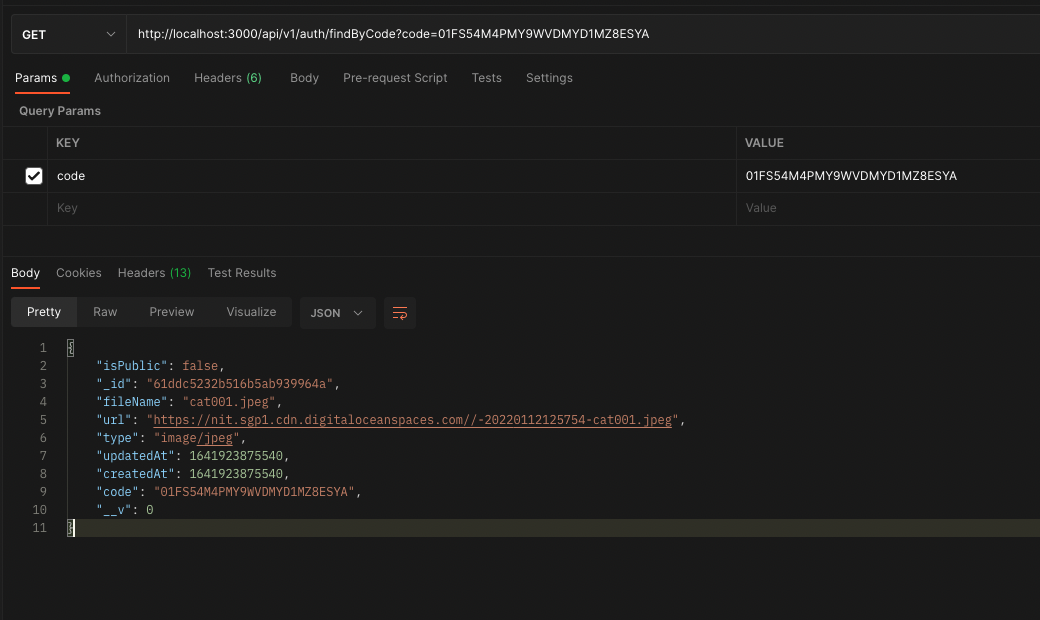 GET http://localhost:3000/api/v1/auth/findByCode?code=01FS54M4PMY9WVDMYD1MZ8ESYA
Params Authorization Headers (6) Body Pre-request Script Tests Settings
Query Params
KEY VALUE
code 01FS54M4PMY9WVDMYD1MZ8ESYA
Key Value
Body Cookies Headers (13) Test Results
Pretty Raw Preview Visualize JSON
1 {
2 "isPublic": false,
3 "_id": "61ddc5232b516b5ab939964a",
4 "fileName": "cat001.jpeg",
5 "url": "https://nit.sgp1.cdn.digitaloceanspaces.com//-20220112125754-cat001.jpeg",
6 "type": "image/jpeg",
7 "updatedAt": 1641923875540,
8 "createdAt": 1641923875540,
9 "code": "01FS54M4PMY9WVDMYD1MZ8ESYA",
10 "__v": 0
11 }